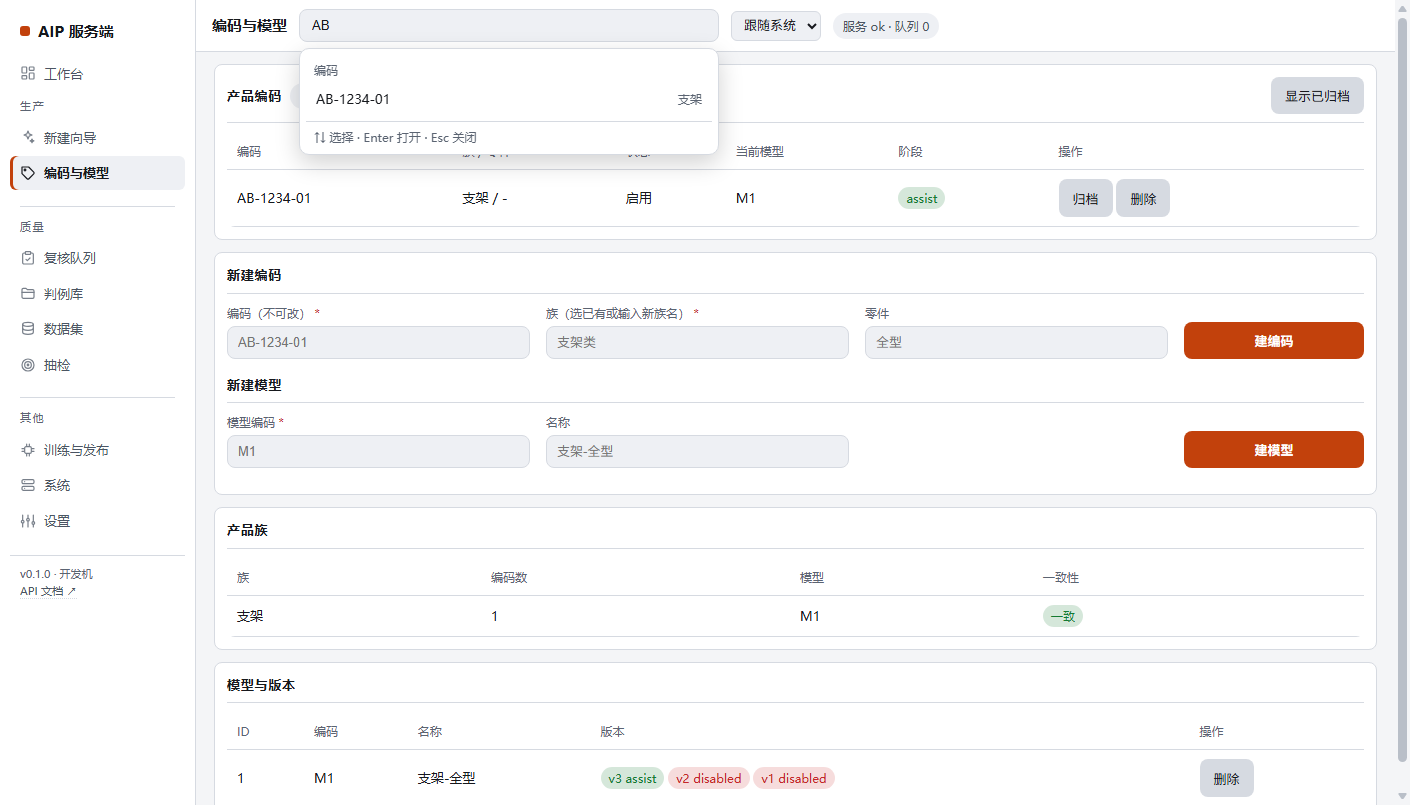 AIP 服务端
工作台
生产
新建向导
编码与模型
质量
复核队列
判例库
数据集
抽检
其他
训练与发布
系统
设置
v0.1.0 · 开发机
API 文档 ↗
编码与模型 AB 跟随系统 服务 ok · 队列 0
编码
AB-1234-01 支架
↑↓ 选择 · Enter 打开 · Esc 关闭
产品编码 显示已归档
编码 当前模型 阶段 操作
AB-1234-01 支架 / - 启用 M1 assist 归档 删除
新建编码
编码（不可改） * 族（选已有或输入新族名） * 零件
AB-1234-01 支架类 全型 建编码
新建模型
模型编码 * 名称
M1 支架-全型 建模型
产品族
族 编码数 模型 一致性
支架 1 M1 一致
模型与版本
ID 编码 名称 版本 操作
1 M1 支架-全型 v3 assist v2 disabled v1 disabled 删除